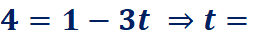 4 = 1 − 3t ⇒ t =